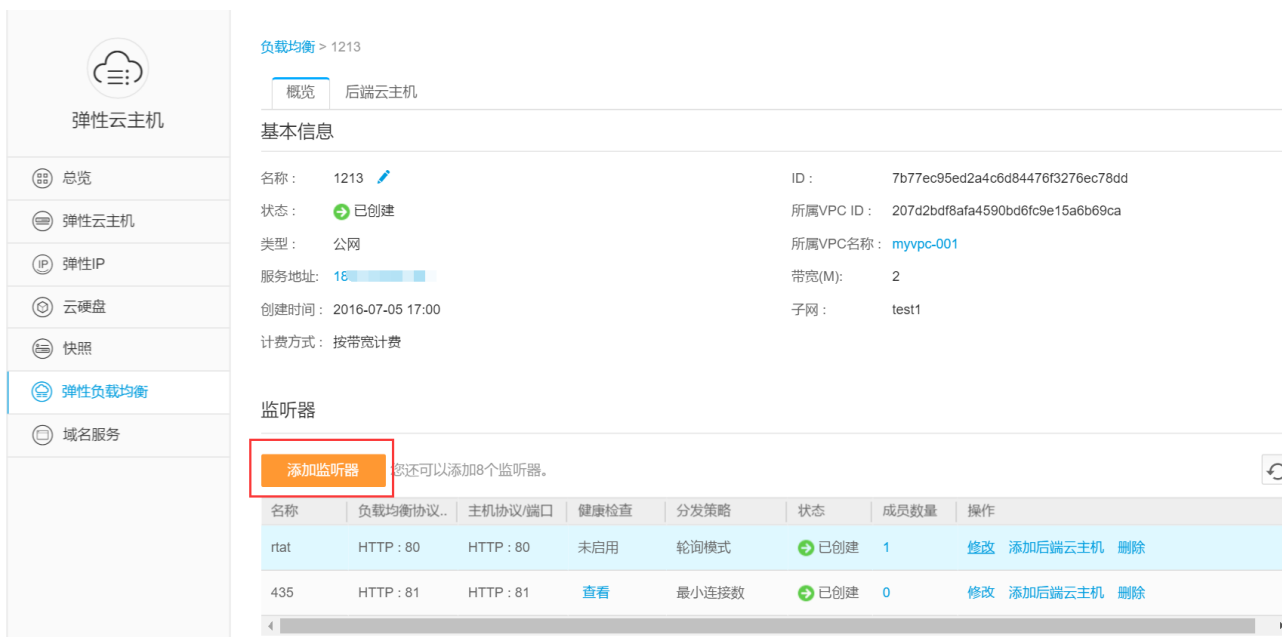 弹性云主机
总览
弹性云主机
弹性IP
云硬盘
快照
弹性负载均衡
域名服务
负载均衡 > 1213
概览 后端云主机
基本信息
名称： 1213 ID： 7b77ec95ed2a4c6d84476f3276ec78dd
状态： 已创建 所属VPC ID： 207d2bdf8afa4590bd6fc9e15a6b69ca
类型： 公网 所属VPC名称： myvpc-001
服务地址: 18 带宽(M): 2
创建时间： 2016-07-05 17:00 子网： test1
计费方式： 按带宽计费
监听器
添加监听器 您还可以添加8个监听器。
名称 负载均衡协议.. 主机协议/端口 健康检查 分发策略 状态 成员数量 操作
rtat HTTP : 80 HTTP : 80 未启用 轮询模式 已创建 1 修改 添加后端云主机 删除
435 HTTP : 81 HTTP : 81 查看 最小连接数 已创建 0 修改 添加后端云主机 删除